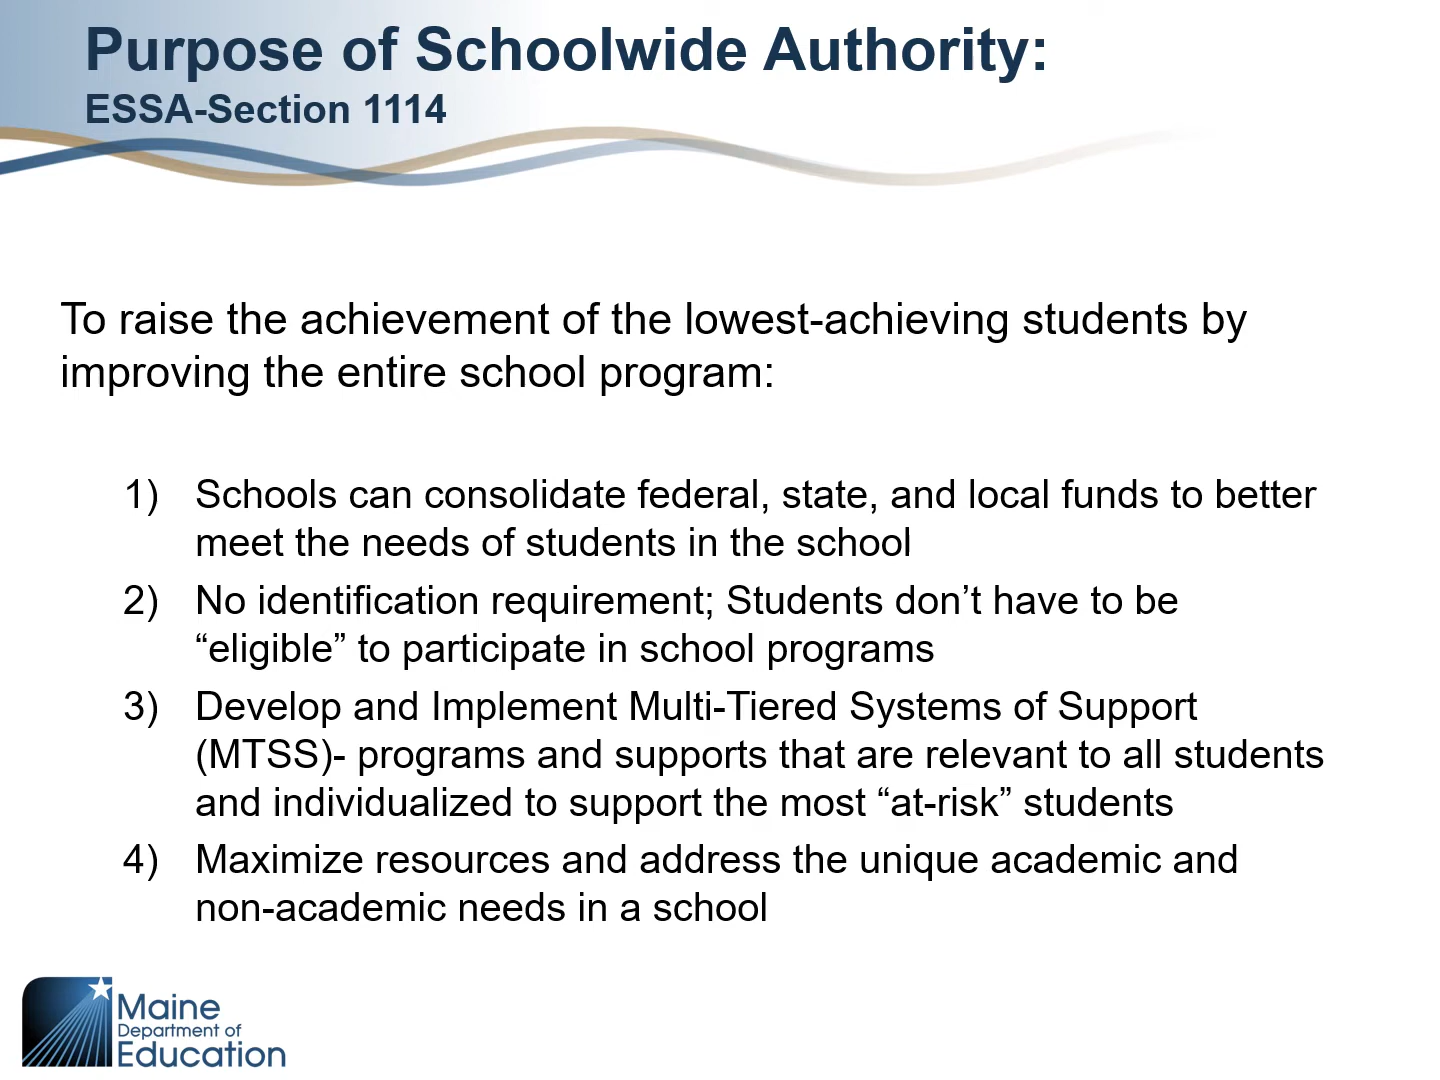 Purpose of Schoolwide Authority:
ESSA-Section 1114
To raise the achievement of the lowest-achieving students by
improving the entire school program:
1) Schools can consolidate federal, state, and local funds to better
meet the needs of students in the school
2) No identification requirement; Students don’t have to be
“eligible” to participate in school programs
3) Develop and Implement Multi-Tiered Systems of Support
(MTSS)- programs and supports that are relevant to all students
and individualized to support the most “at-risk” students
4) Maximize resources and address the unique academic and
non-academic needs in a school
Maine
Department of
Education